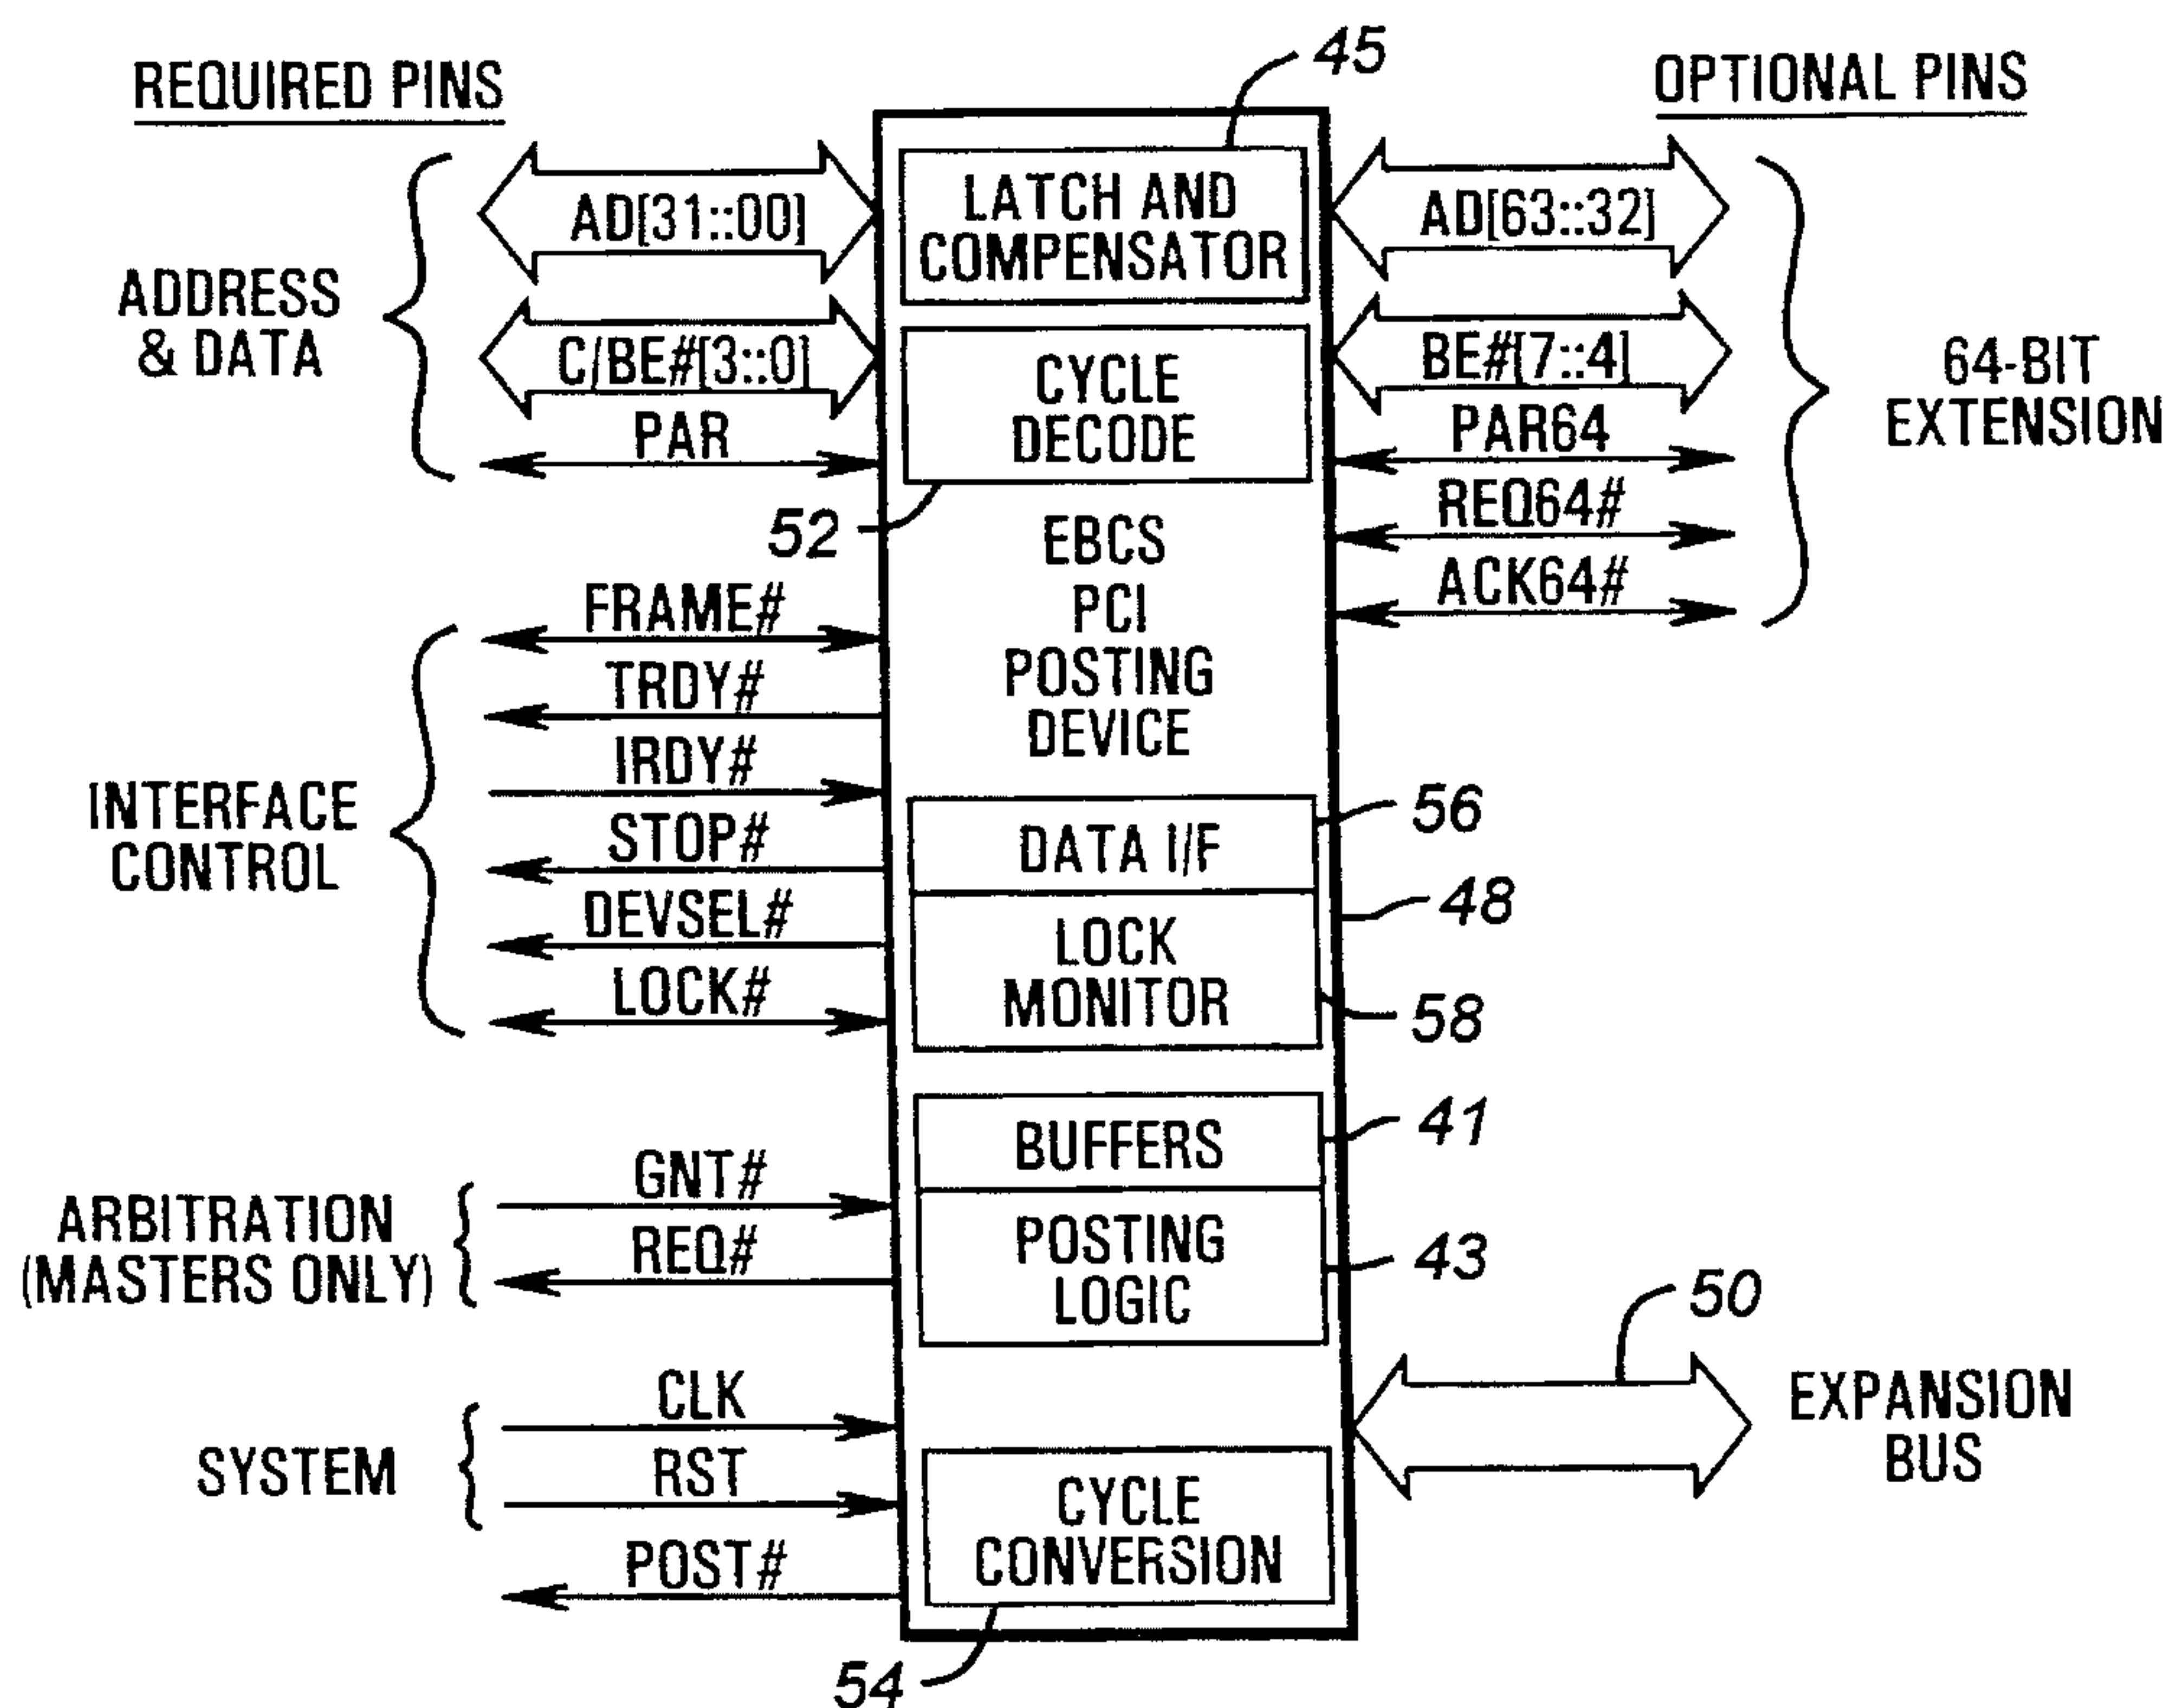 REQUIRED PINS
ADDRESS
& DATA
AD[31::00]
C/BE#[3::0]
PAR
INTERFACE
CONTROL
FRAME#
TRDY#
IRDY#
STOP#
DEVSEL#
LOCK#
ARBITRATION
(MASTERS ONLY)
GNT#
REQ#
SYSTEM
CLK
RST
POST#
45
LATCH AND
COMPENSATOR
CYCLE
DECODE
52
EBCS
PCI
POSTING
DEVICE
DATA I/F
56
48
LOCK
MONITOR
58
BUFFERS
41
POSTING
LOGIC
43
CYCLE
CONVERSION
54
OPTIONAL PINS
AD[63::32]
BE#[7::4]
PAR64
REQ64#
ACK64#
64-BIT
EXTENSION
50
EXPANSION
BUS